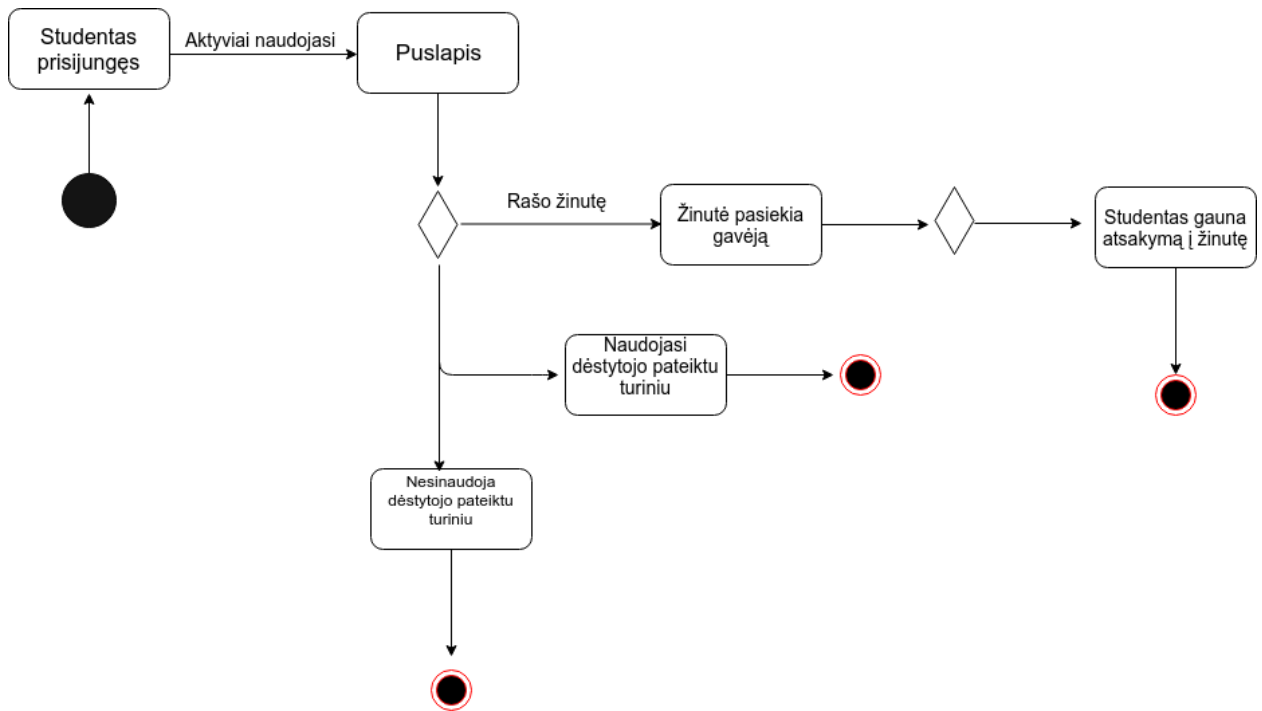 Studentas
prisijungęs
Aktyviai naudojasi
Puslapis
Rašo žinutę
Žinutė pasiekia
gavėją
Studentas gauna
atsakymą į žinutę
Naudojasi
dėstytojo pateiktu
turiniu
Nesinaudoja
dėstytojo pateiktu
turiniu